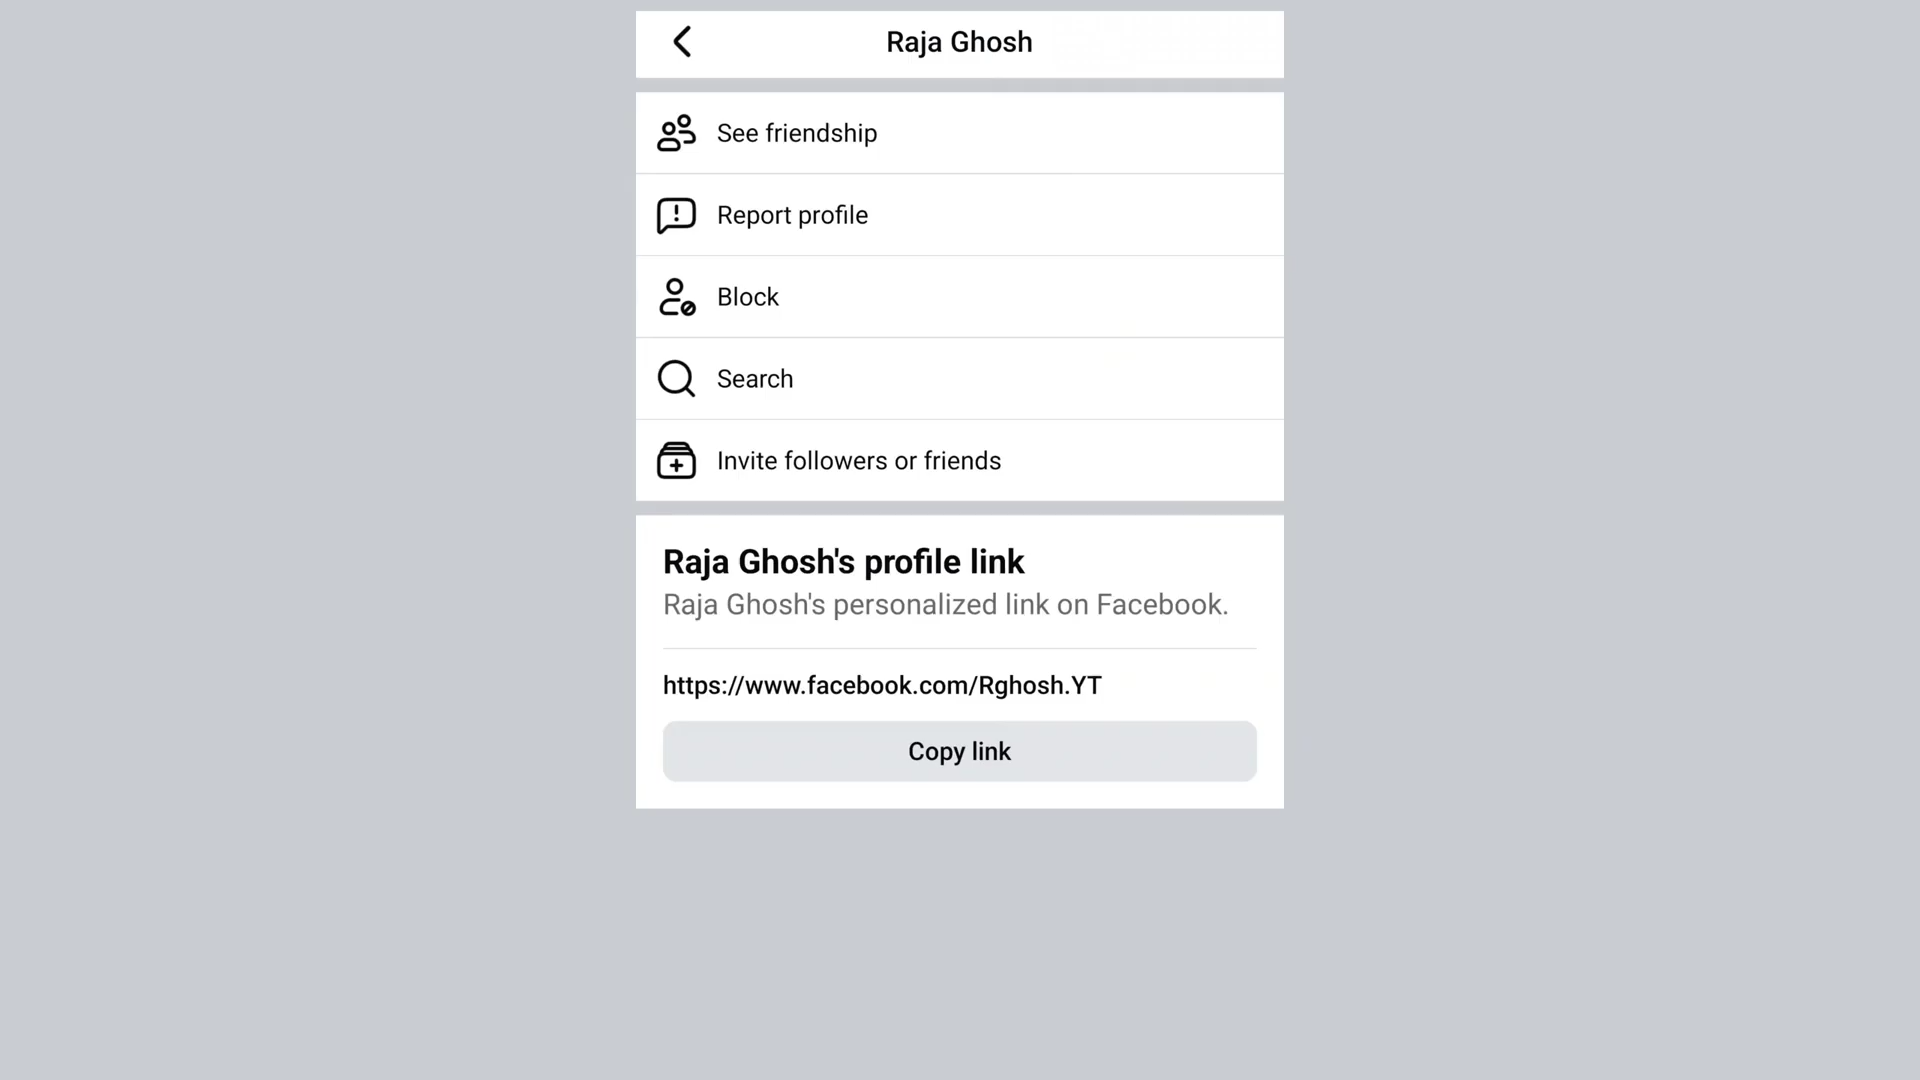 Raja Ghosh
See friendship
Report profile
Block
Search
Invite followers or friends
Raja Ghosh's profile link
Raja Ghosh's personalized link on Facebook.
https://www.facebook.com/Rghosh.YT
Copy link